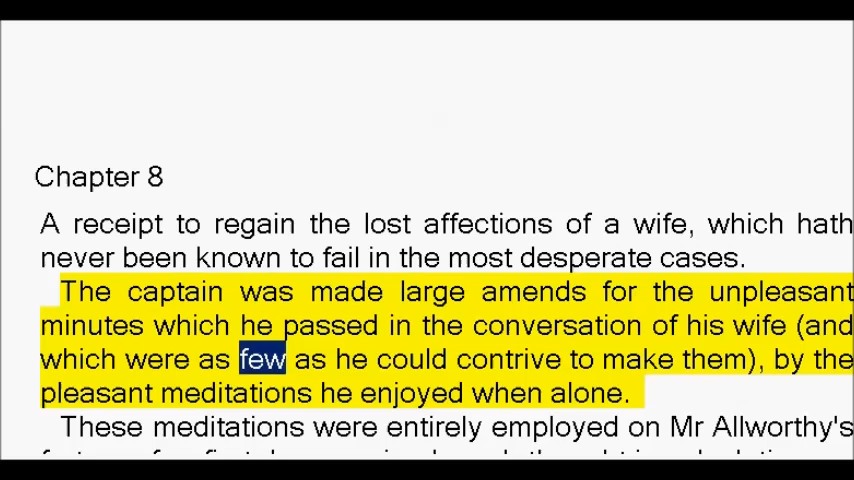 Chapter 8
A receipt to regain the lost affections of a wife, which hath
never been known to fail in the most desperate cases.
The captain was made large amends for the unpleasant
minutes which he passed in the conversation of his wife (and
which were as few as he could contrive to make them), by the
pleasant meditations he enjoyed when alone.
These meditations were entirely employed on Mr Allworthy's